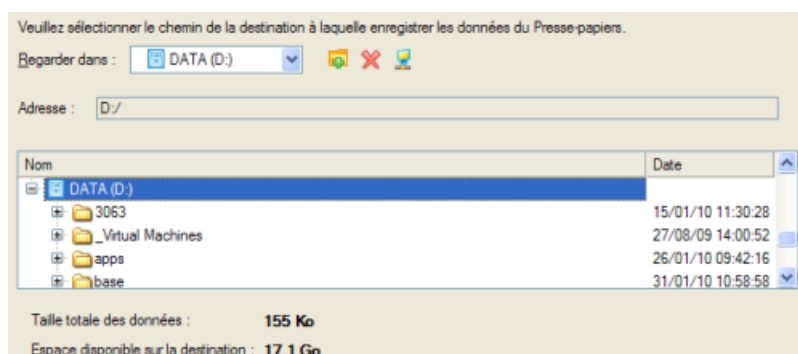 Veuillez sélectionner le chemin de la destination à laquelle enregistrer les données du Presse-papiers.
Regarder dans : DATA (D:)
Adresse : D:/
Nom Date
DATA (D:)
3063 15/01/10 11:30:28
_Virtual Machines 27/08/09 14:00:52
apps 26/01/10 09:42:16
base 31/01/10 10:58:58
Taille totale des données : 155 Ko
Espace disponible sur la destination : 17,1 Go